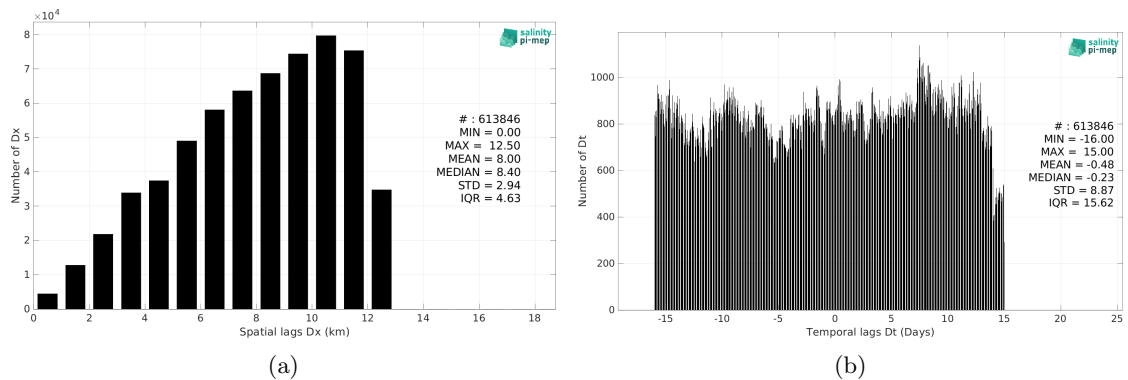 ×10⁴
8
7
6
5
4
3
2
1
0
Number of Dx
salinity
pi-mep
# : 613846
MIN = 0.00
MAX = 12.50
MEAN = 8.00
MEDIAN = 8.40
STD = 2.94
IQR = 4.63
0 2 4 6 8 10 12 14 16 18
Spatial lags Dx (km)
(a)
1000
800
600
400
200
0
Number of Dt
salinity
pi-mep
# : 613846
MIN = -16.00
MAX = 15.00
MEAN = -0.48
MEDIAN = -0.23
STD = 8.87
IQR = 15.62
-15 -10 -5 0 5 10 15 20 25
Temporal lags Dt (Days)
(b)